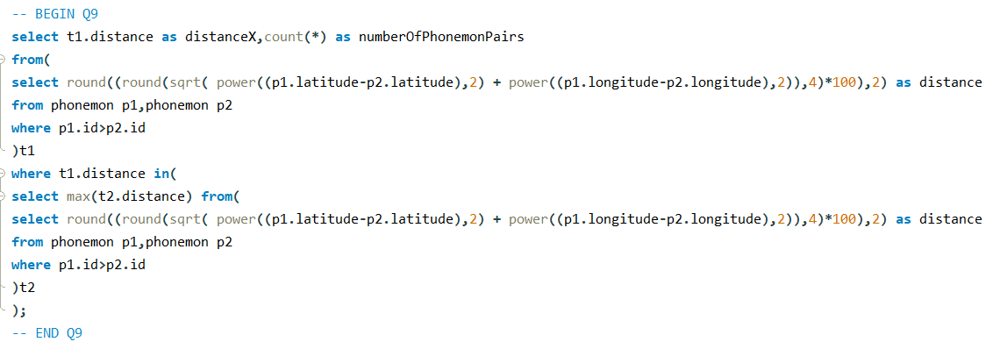 -- BEGIN Q9
select t1.distance as distanceX,count(*) as numberOfPhonemonPairs
from(
select round((round(sqrt( power((p1.latitude-p2.latitude),2) + power((p1.longitude-p2.longitude),2)),4)*100),2) as distance
from phonemon p1,phonemon p2
where p1.id>p2.id
)t1
where t1.distance in(
select max(t2.distance) from(
select round((round(sqrt( power((p1.latitude-p2.latitude),2) + power((p1.longitude-p2.longitude),2)),4)*100),2) as distance
from phonemon p1,phonemon p2
where p1.id>p2.id
)t2
);
-- END Q9